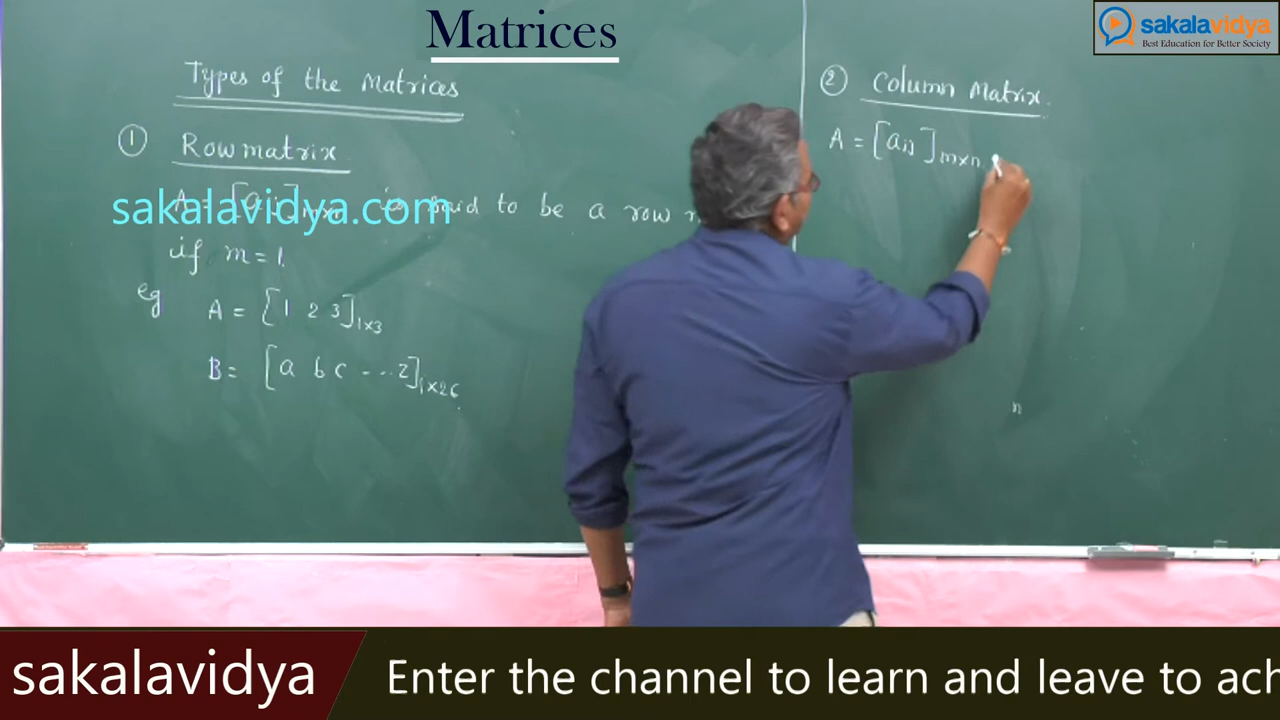 Matrices
sakalavidya
Best Education for Better Society
Types of the Matrices
① Row matrix
A = [aij]m×n is said to be a row
sakalavidya.com
if m = 1.
eg A = [1 2 3]1×3
B = [a b c --... z]1×26.
② Column Matrix.
A = [aij]m×n
n
sakalavidya
Enter the channel to learn and leave to ach